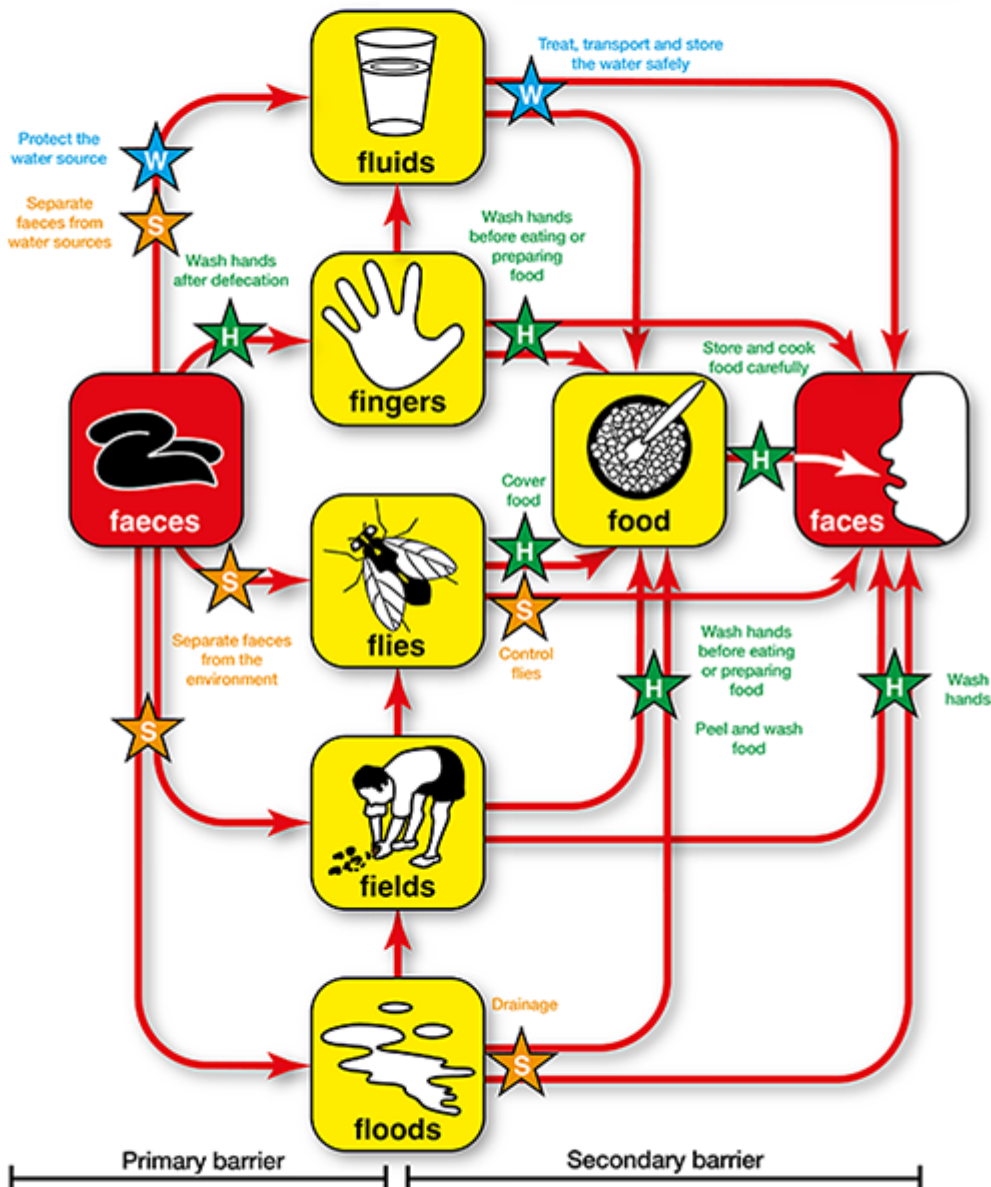 Treat, transport and store
the water safely
W
fluids
Protect the
water source
W
Separate
faeces from
water sources
S
Wash hands
before eating or
preparing
food
Wash hands
after defecation
H
H
fingers
Store and cook
food carefully
faeces
food
H
faces
Cover
food
H
S
flies
S
Control
flies
Separate faeces
from the
environment
Wash hands
before eating
or preparing
food
H
Peel and wash
food
H
Wash
hands
S
fields
Drainage
S
floods
Primary barrier
Secondary barrier